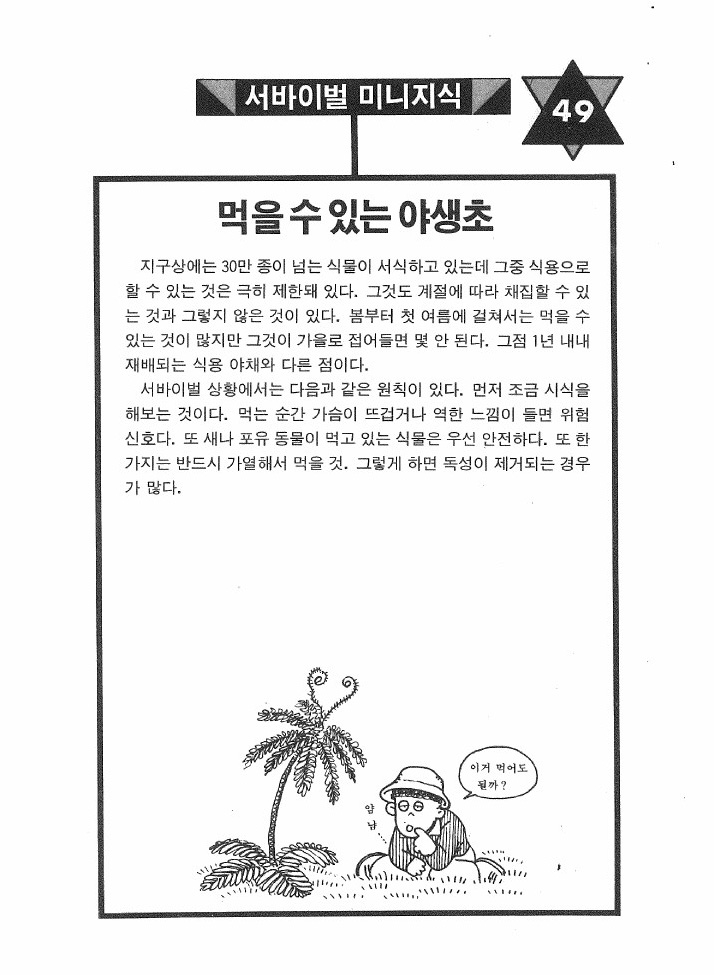 서바이벌 미니지식
49
먹을 수 있는 야생초
지구상에는 30만 종이 넘는 식물이 서식하고 있는데 그중 식용으로
할 수 있는 것은 극히 제한돼 있다. 그것도 계절에 따라 채집할 수 있
는 것과 그렇지 않은 것이 있다. 봄부터 첫 여름에 걸쳐서는 먹을 수
있는 것이 많지만 그것이 가을로 접어들면 몇 안 된다. 그점 1년 내내
재배되는 식용 야채와 다른 점이다.
서바이벌 상황에서는 다음과 같은 원칙이 있다. 먼저 조금 시식을
해보는 것이다. 먹는 순간 가슴이 뜨겁거나 역한 느낌이 들면 위험
신호다. 또 새나 포유 동물이 먹고 있는 식물은 우선 안전하다. 또 한
가지는 반드시 가열해서 먹을 것. 그렇게 하면 독성이 제거되는 경우
가 많다.
이거 먹어도
될까?
얌
냠